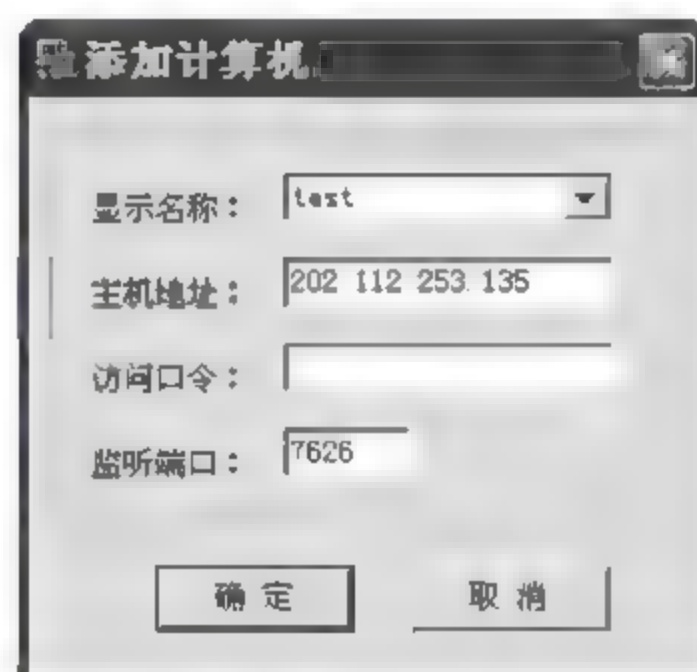 添加计算机
显示名称： test
主机地址： 202 112 253 135
访问口令：
监听端口： 7626
确 定 取 消